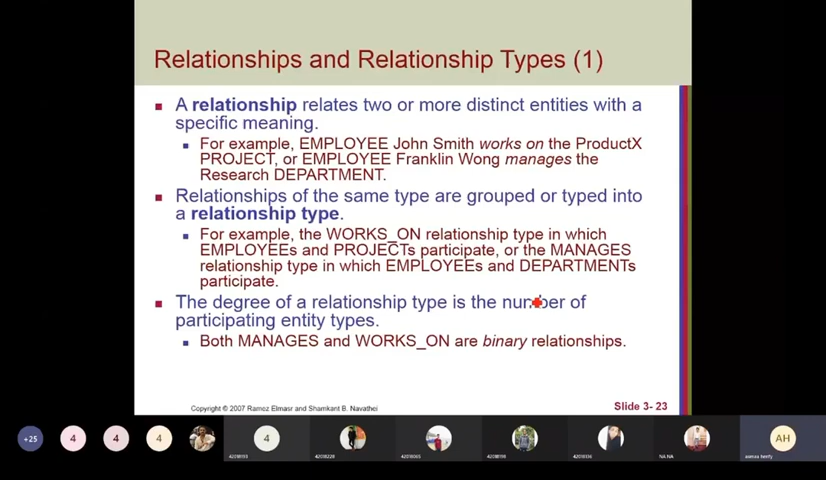 Relationships and Relationship Types (1)
A relationship relates two or more distinct entities with a
specific meaning.
For example, EMPLOYEE John Smith works on the ProductX
PROJECT, or EMPLOYEE Franklin Wong manages the
Research DEPARTMENT.
Relationships of the same type are grouped or typed into
a relationship type.
For example, the WORKS_ON relationship type in which
EMPLOYEEs and PROJECTs participate, or the MANAGES
relationship type in which EMPLOYEEs and DEPARTMENTs
participate.
The degree of a relationship type is the number of
participating entity types.
Both MANAGES and WORKS_ON are binary relationships.
Copyright © 2007 Ramez Elmasr and Shamkant B. Navathei
Slide 3- 23
+25
4
4
4
4
AH
NA NA